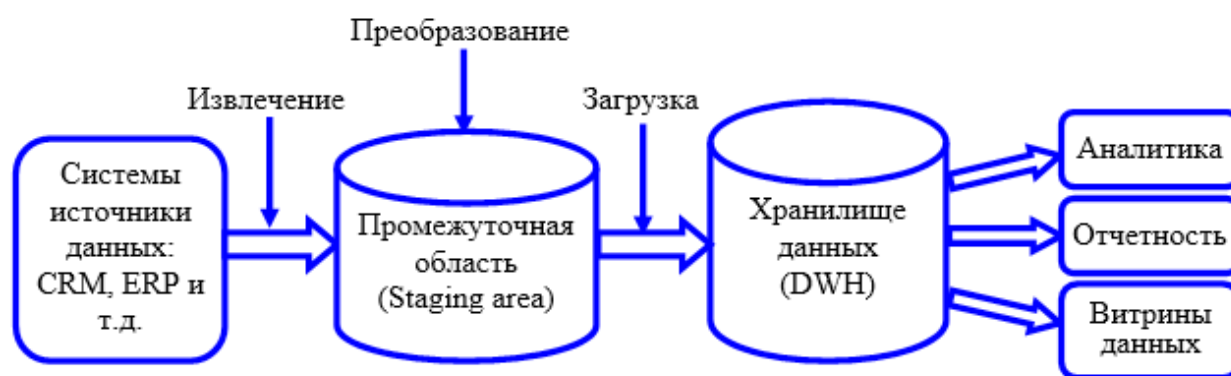 Преобразование
Извлечение
Загрузка
Системы
источники
данных:
CRM, ERP и
т.д.
Промежуточная
область
(Staging area)
Хранилище
данных
(DWH)
Аналитика
Отчетность
Витрины
данных